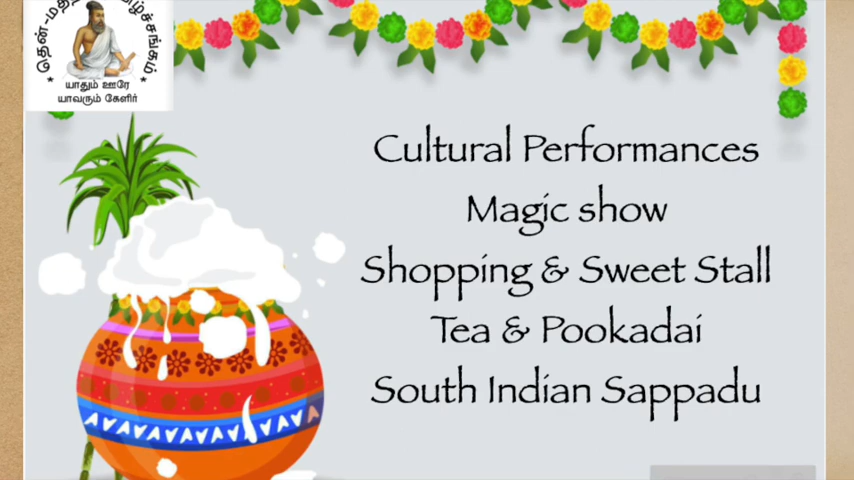 யாதும் ஊரே
யாவரும் கேளிர்
Cultural Performances
Magic show
Shopping & Sweet Stall
Tea & Pookadai
South Indian Sappadu